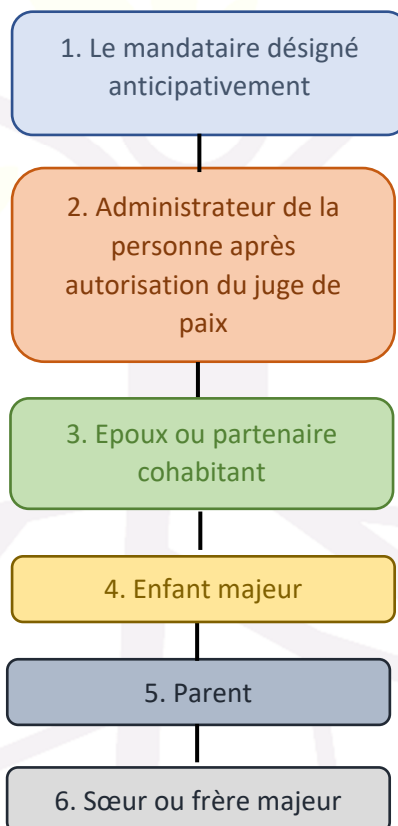 1. Le mandataire désigné
anticipativement
2. Administrateur de la
personne après
autorisation du juge de
paix
3. Epoux ou partenaire
cohabitant
4. Enfant majeur
5. Parent
6. Sœur ou frère majeur